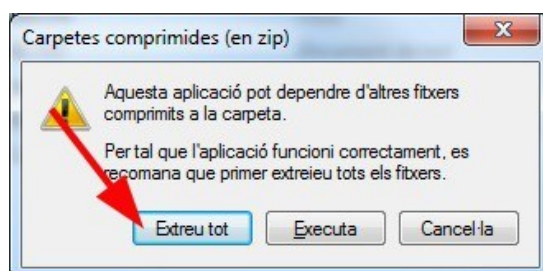 Carpetes comprimides (en zip)
Aquesta aplicació pot dependre d'altres fitxers
comprimits a la carpeta.
Per tal que l'aplicació funcioni correctament, es
recomana que primer extreieu tots els fitxers.
Extreu tot
Executa
Cancel·la